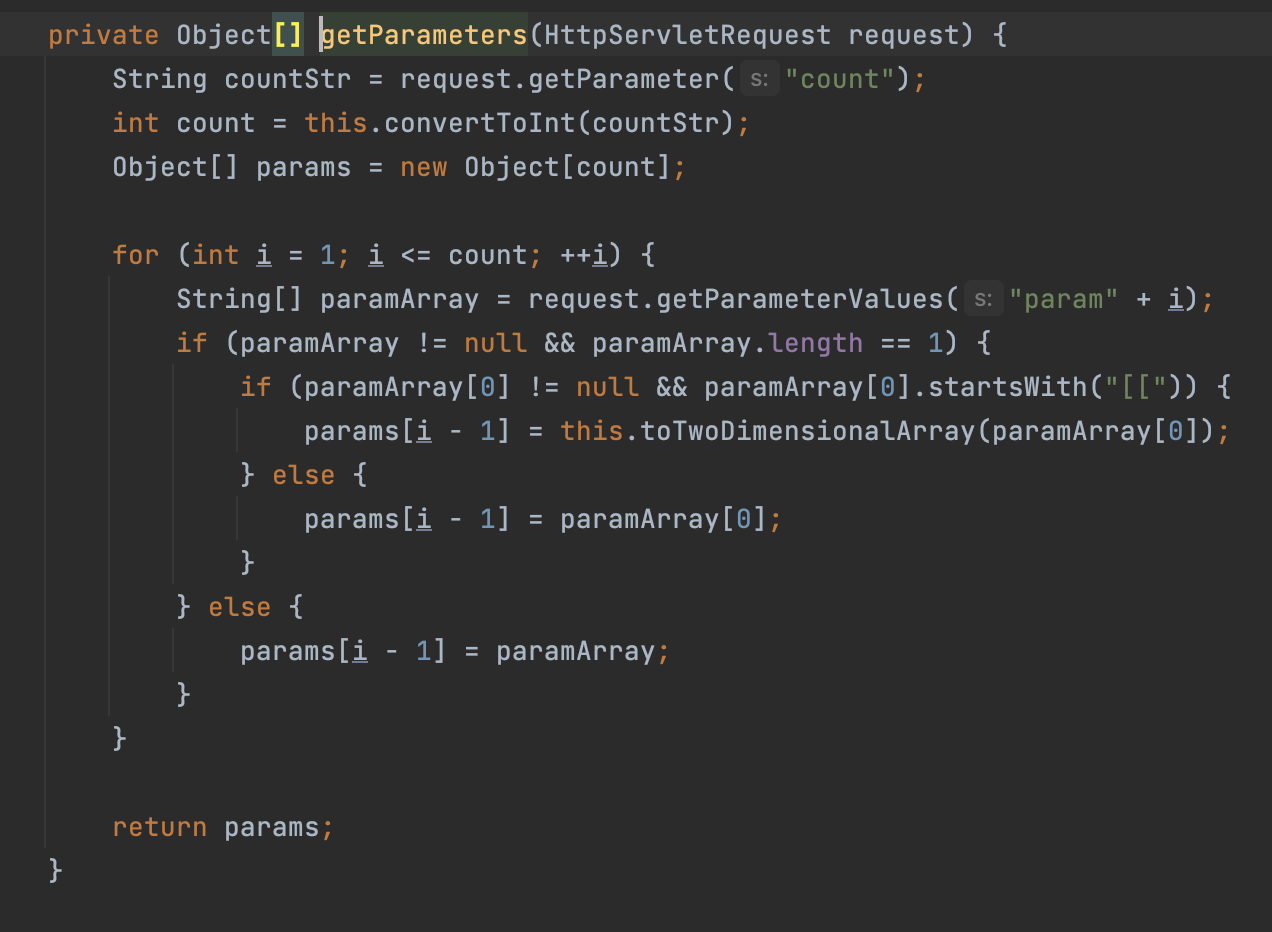 private Object[] getParameters(HttpServletRequest request) {
String countStr = request.getParameter( s: "count");
int count = this.convertToInt(countStr);
Object[] params = new Object[count];
for (int i = 1; i <= count; ++i) {
String[] paramArray = request.getParameterValues( s: "param" + i);
if (paramArray != null && paramArray.length == 1) {
if (paramArray[0] != null && paramArray[0].startsWith("[[")) {
params[i - 1] = this.toTwoDimensionalArray(paramArray[0]);
} else {
params[i - 1] = paramArray[0];
}
} else {
params[i - 1] = paramArray;
}
}
return params;
}